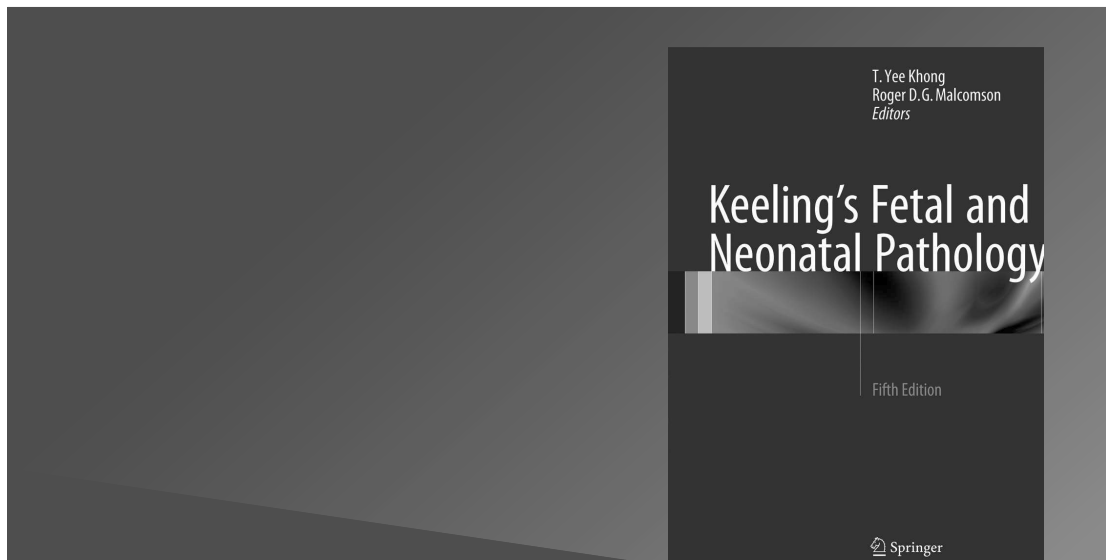 T. Yee Khong
Roger D.G. Malcomson
Editors
Keeling's Fetal and
Neonatal Pathology
Fifth Edition
Springer